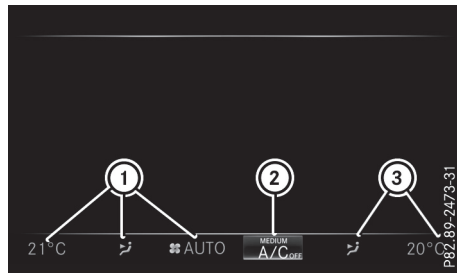 1
2
3
21°C
AUTO
MEDIUM
A/C OFF
20°C
P82.89-2473-31